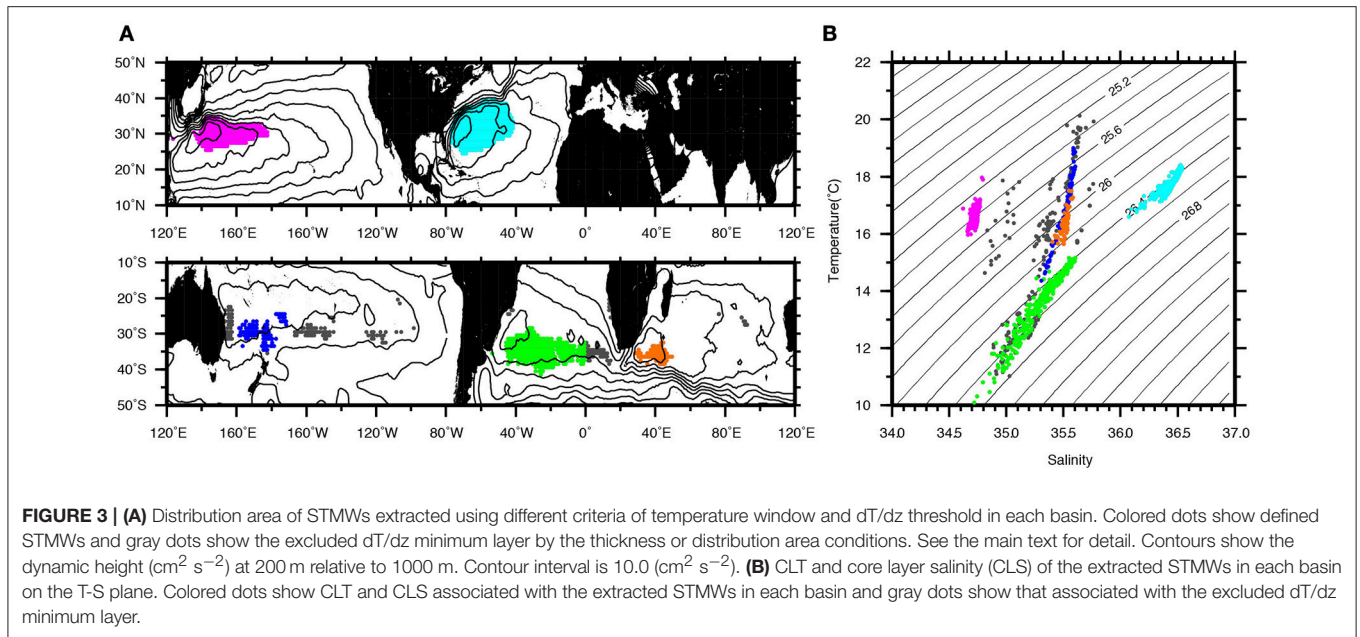 A
50°N
40°N
30°N
20°N
10°N
120°E 160°E 160°W 120°W 80°W 40°W 0° 40°E 80°E 120°E
10°S
20°S
30°S
40°S
50°S
120°E 160°E 160°W 120°W 80°W 40°W 0° 40°E 80°E 120°E
B
Temperature(°C)
22
20
18
16
14
12
10
25.2
25.6
26
26.4
26.8
34.0 34.5 35.0 35.5 36.0 36.5 37.0
Salinity
FIGURE 3 | (A) Distribution area of STMWs extracted using different criteria of temperature window and dT/dz threshold in each basin. Colored dots show defined
STMWs and gray dots show the excluded dT/dz minimum layer by the thickness or distribution area conditions. See the main text for detail. Contours show the
dynamic height (cm² s⁻²) at 200 m relative to 1000 m. Contour interval is 10.0 (cm² s⁻²). (B) CLT and core layer salinity (CLS) of the extracted STMWs in each basin
on the T-S plane. Colored dots show CLT and CLS associated with the extracted STMWs in each basin and gray dots show that associated with the excluded dT/dz
minimum layer.